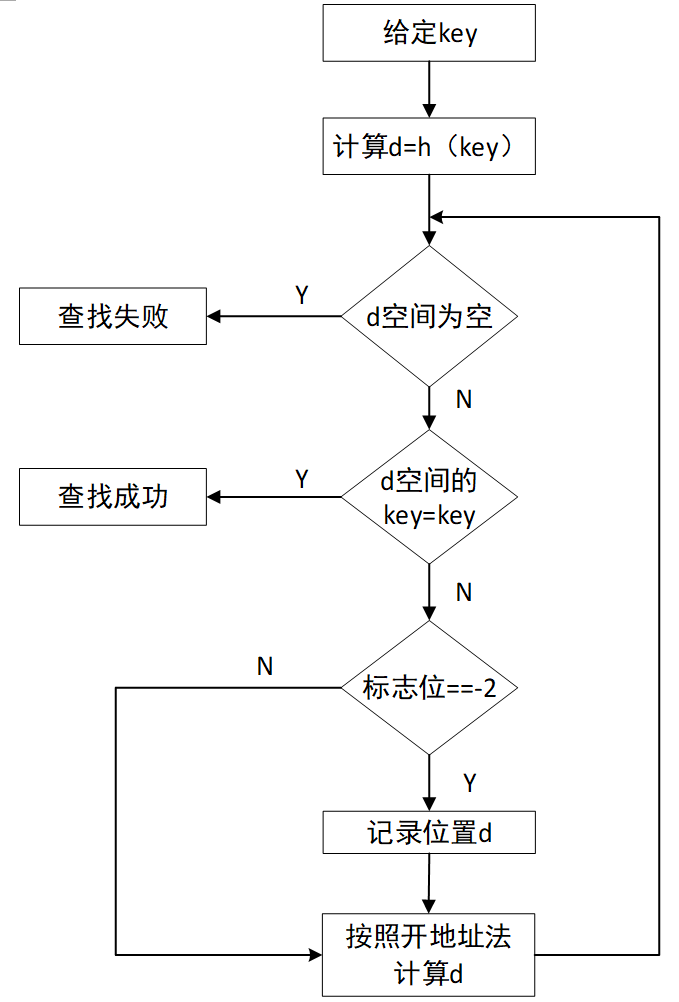 给定key
计算d=h（key）
d空间为空
Y
查找失败
N
d空间的
key=key
Y
查找成功
N
标志位==-2
N
Y
记录位置d
按照开地址法
计算d